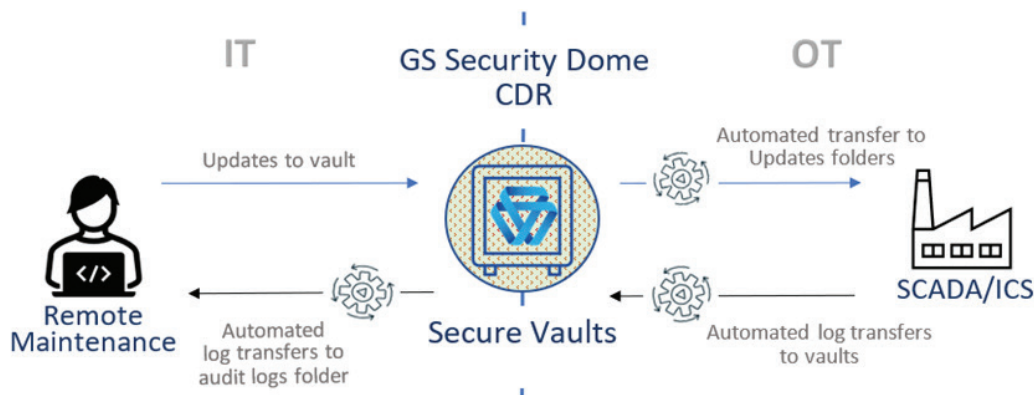 IT
GS Security Dome
CDR
OT
Updates to vault
Automated transfer to
Updates folders
</>
Remote
Maintenance
Automated
log transfers to
audit logs folder
Secure Vaults
Automated log transfers
to vaults
SCADA/ICS